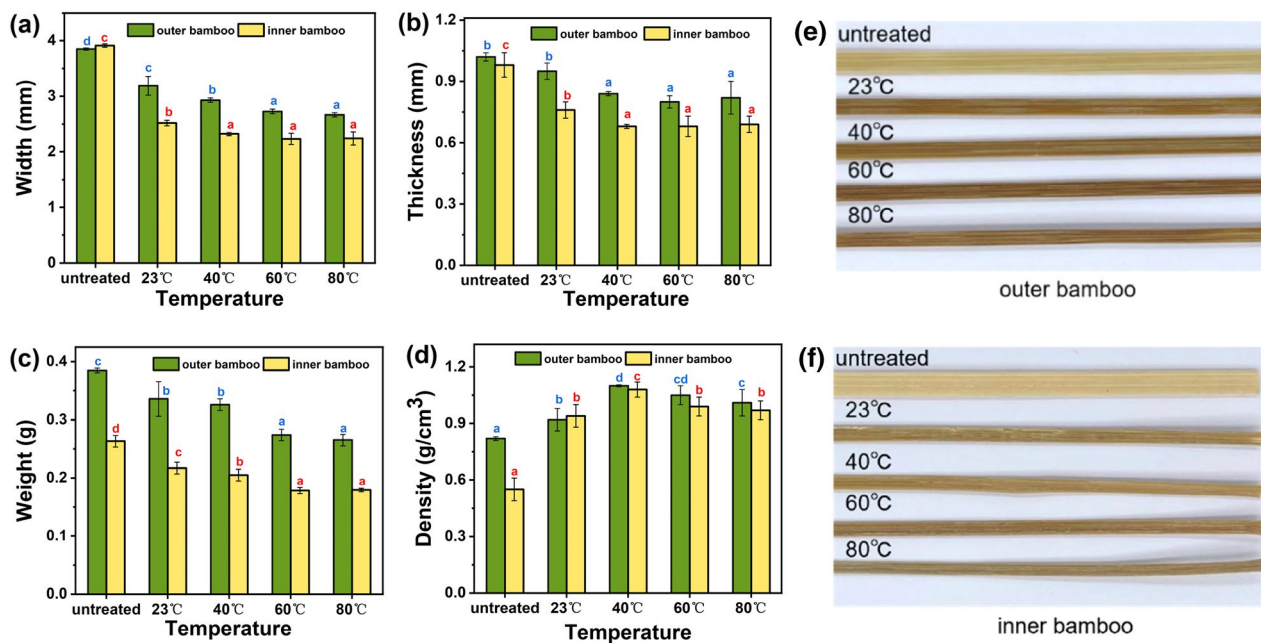 (a)
outer bamboo inner bamboo
d c
c b
b a
a a
a a
Width (mm)
5
4
3
2
1
0
untreated 23℃ 40℃ 60℃ 80℃
Temperature
(b)
outer bamboo inner bamboo
b c
b b
a a
a a
a a
Thickness (mm)
1.2
0.9
0.6
0.3
0.0
untreated 23℃ 40℃ 60℃ 80℃
Temperature
(e)
untreated
23℃
40℃
60℃
80℃
outer bamboo
(c)
outer bamboo inner bamboo
c d
b c
b b
a a
a a
Weight (g)
0.4
0.3
0.2
0.1
0.0
untreated 23℃ 40℃ 60℃ 80℃
Temperature
(d)
outer bamboo inner bamboo
a a
b b
d c
cd b
c b
Density (g/cm³)
1.2
0.9
0.6
0.3
0.0
untreated 23℃ 40℃ 60℃ 80℃
Temperature
(f)
untreated
23℃
40℃
60℃
80℃
inner bamboo